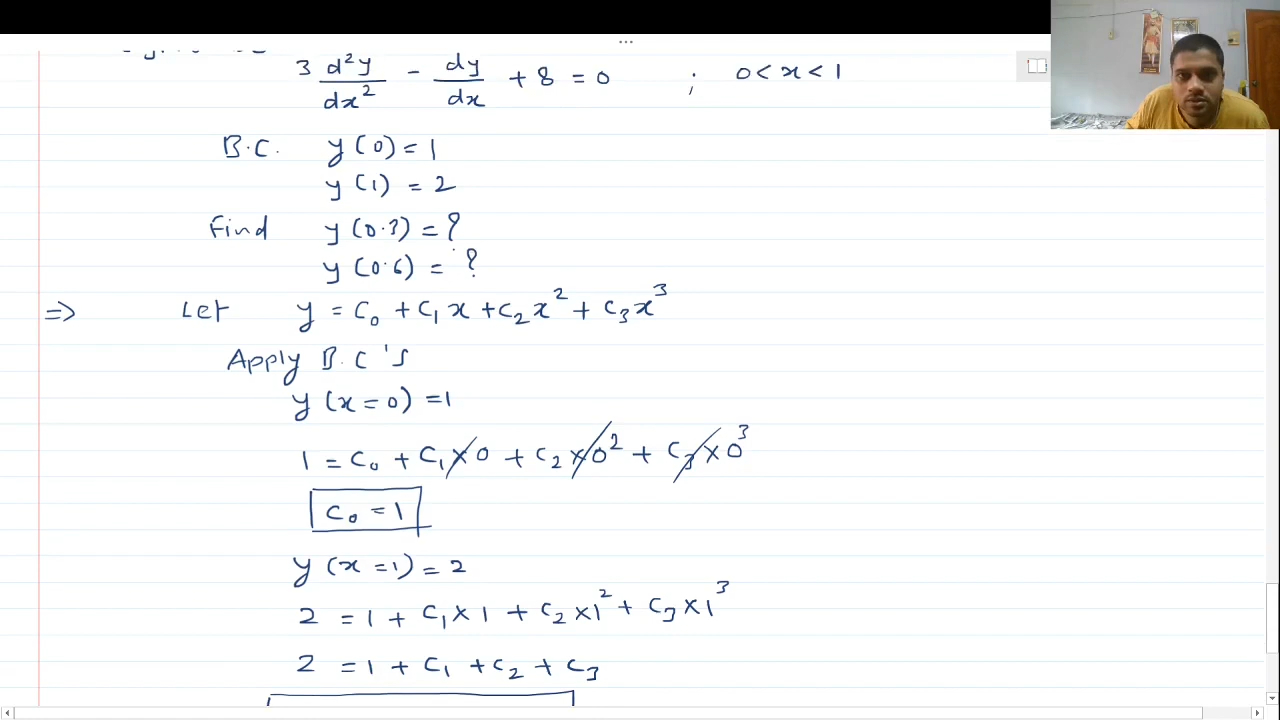 3 d²y/dx² - dy/dx + 8 = 0 ; 0 < x < 1
B.C. y(0) = 1
y(1) = 2
Find y(0.3) = ?
y(0.6) = ?
=> Let y = C₀ + C₁x + C₂x² + C₃x³
Apply B.C's
y(x=0) = 1
1 = C₀ + C₁×0 + C₂×0² + C₃×0³
C₀ = 1
y(x=1) = 2
2 = 1 + C₁×1 + C₂×1² + C₃×1³
2 = 1 + C₁ + C₂ + C₃